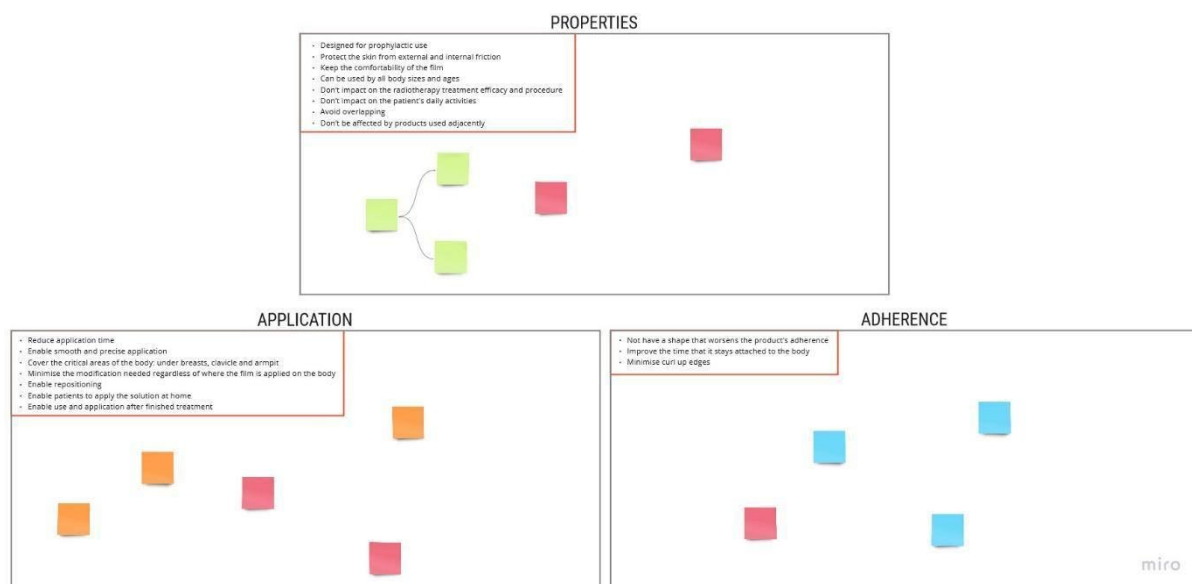 PROPERTIES
• Designed for prophylactic use
• Protect the skin from external and internal friction
• Keep the comfortability of the film
• Can be used by all body sizes and ages
• Don't impact on the radiotherapy treatment efficacy and procedure
• Don't impact on the patient's daily activities
• Avoid overlapping
• Don't be affected by products used adjacently
APPLICATION
• Reduce application time
• Enable smooth and precise application
• Cover the critical areas of the body: under breasts, clavicle and armpit
• Minimise the modification needed regardless of where the film is applied on the body
• Enable repositioning
• Enable patients to apply the solution at home
• Enable use and application after finished treatment
ADHERENCE
• Not have a shape that worsens the product's adherence
• Improve the time that it stays attached to the body
• Minimise curl up edges
miro